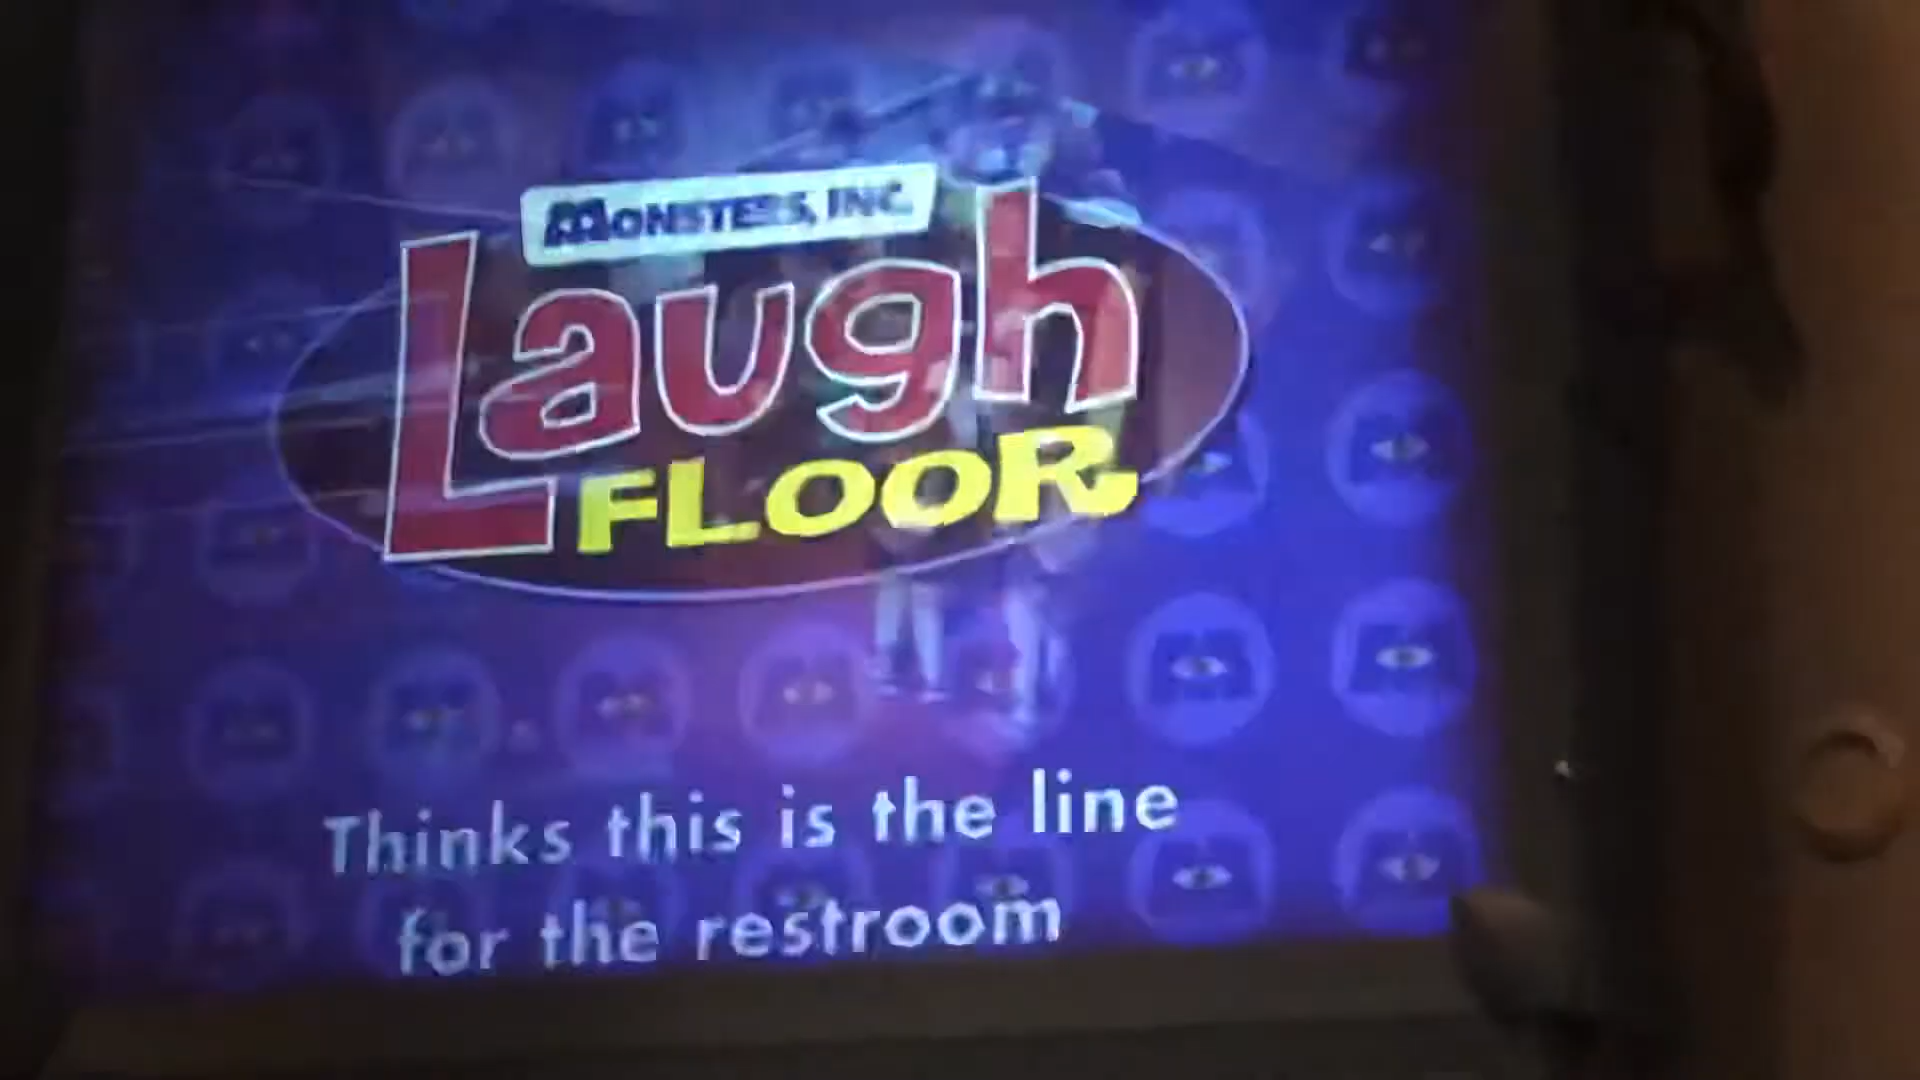 MONSTERS, INC.
Laugh
FLOOR
Thinks this is the line
for the restroom